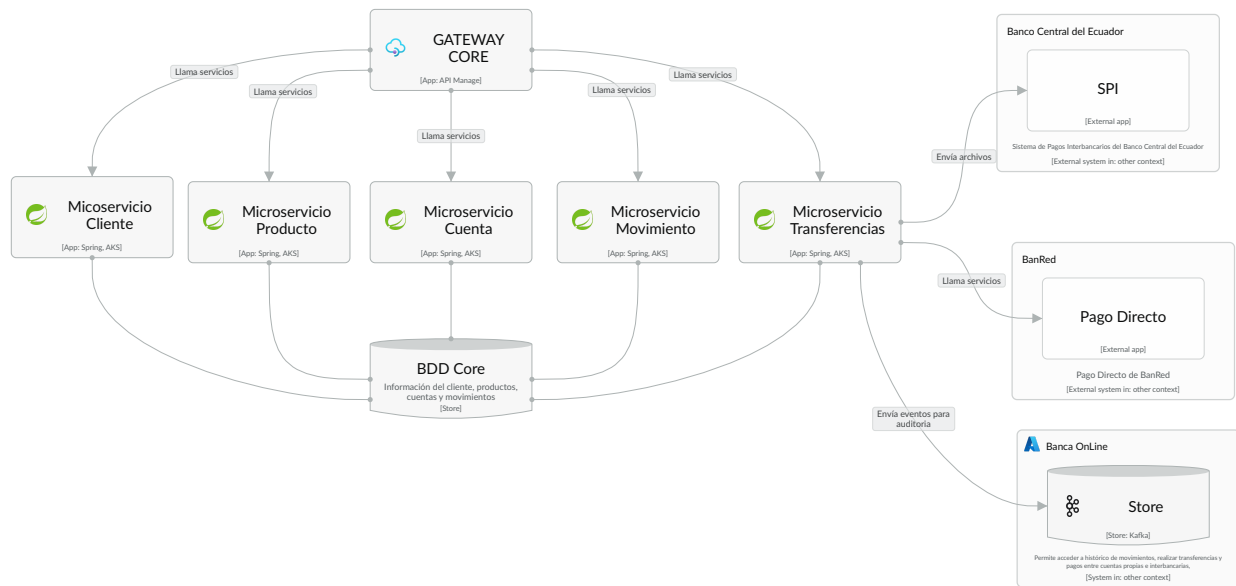 GATEWAY
CORE
[App: API Manage]
Llama servicios
Llama servicios
Llama servicios
Llama servicios
Llama servicios
Micoservicio
Cliente
[App: Spring, AKS]
Microservicio
Producto
[App: Spring, AKS]
Microservicio
Cuenta
[App: Spring, AKS]
Microservicio
Movimiento
[App: Spring, AKS]
Microservicio
Transferencias
[App: Spring, AKS]
BDD Core
Información del cliente, productos,
cuentas y movimientos
[Store]
Envía archivos
Banco Central del Ecuador
SPI
[External app]
Sistema de Pagos Interbancarios del Banco Central del Ecuador
[External system in: other context]
Llama servicios
BanRed
Pago Directo
[External app]
Pago Directo de BanRed
[External system in: other context]
Envía eventos para
auditoria
Banca OnLine
Store
[Store: Kafka]
Permite acceder a histórico de movimientos, realizar transferencias y
pagos entre cuentas propias e interbancarias,
[System in: other context]